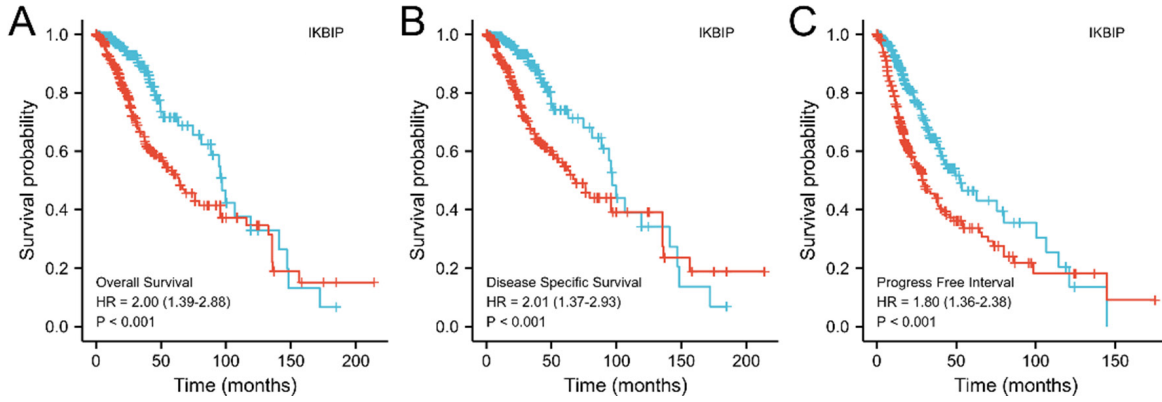 A
IKBIP
Survival probability
1.0
0.8
0.6
0.4
0.2
0.0
Overall Survival
HR = 2.00 (1.39-2.88)
P < 0.001
0 50 100 150 200
Time (months)
B
IKBIP
Survival probability
1.0
0.8
0.6
0.4
0.2
0.0
Disease Specific Survival
HR = 2.01 (1.37-2.93)
P < 0.001
0 50 100 150 200
Time (months)
C
IKBIP
Survival probability
1.0
0.8
0.6
0.4
0.2
0.0
Progress Free Interval
HR = 1.80 (1.36-2.38)
P < 0.001
0 50 100 150
Time (months)